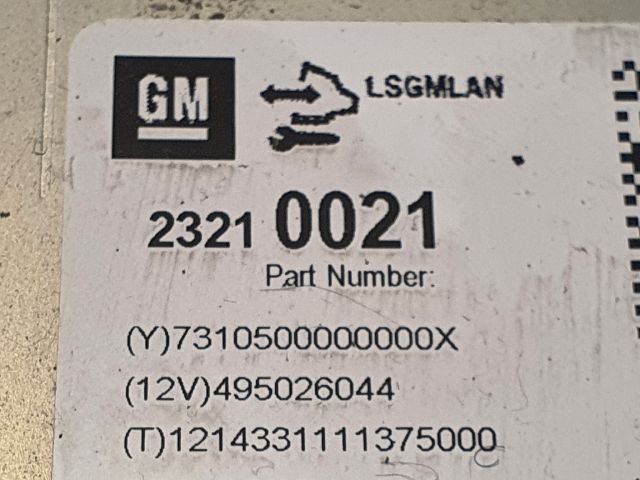 GM
LSGMLAN
2321 0021
Part Number:
(Y)7310500000000X
(12V)495026044
(T)1214331111375000